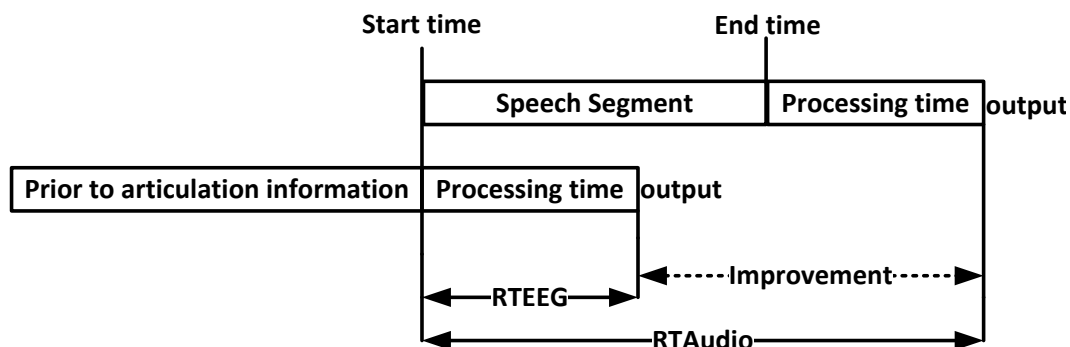 Start time
End time
Speech Segment
Processing time
output
Prior to articulation information
Processing time
output
Improvement
RTEEG
RTAudio